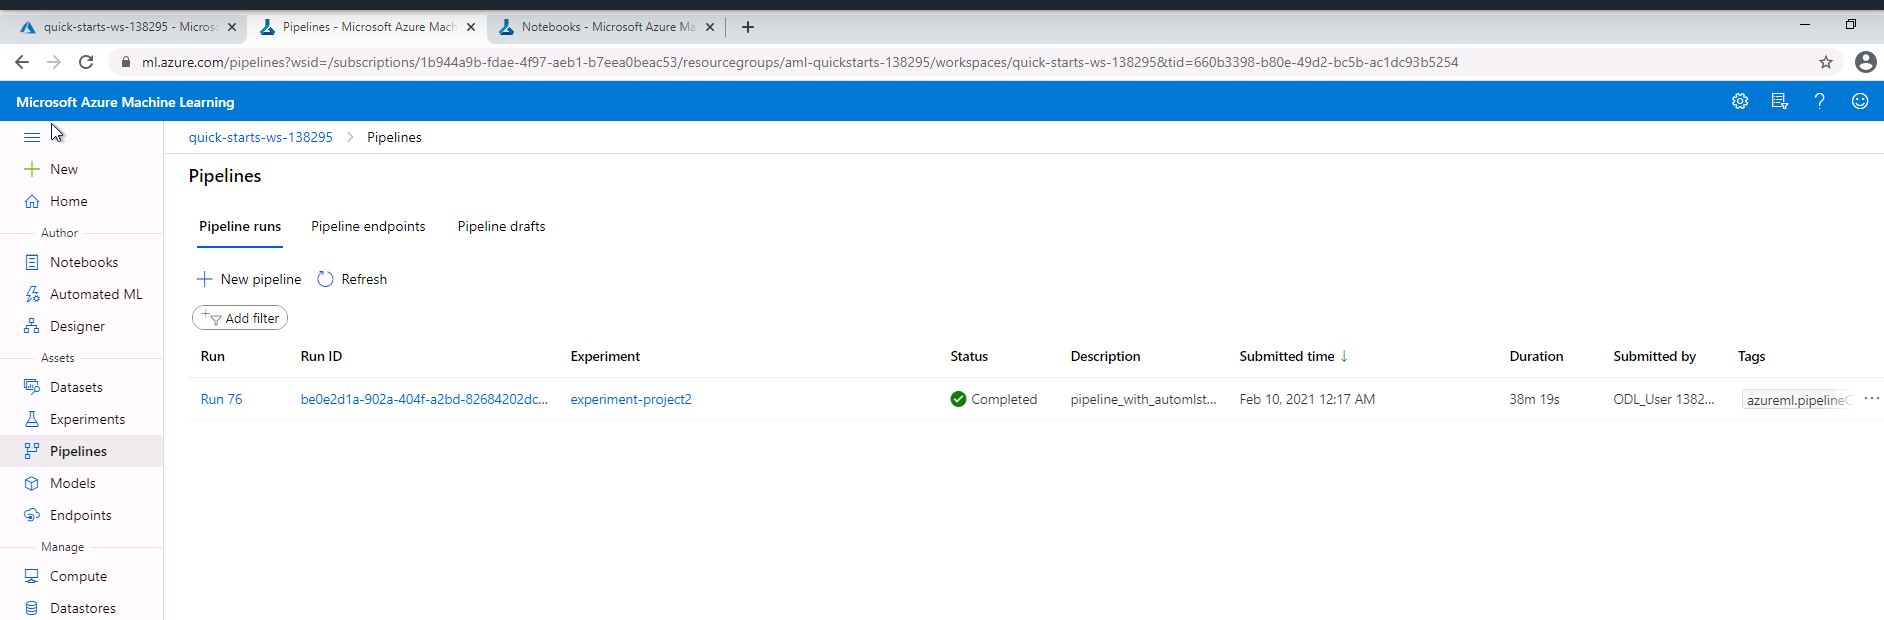 quick-starts-ws-138295 - Microso
Pipelines - Microsoft Azure Mach
Notebooks - Microsoft Azure Ma
ml.azure.com/pipelines?wsid=/subscriptions/1b944a9b-fdae-4f97-aeb1-b7eea0beac53/resourcegroups/aml-quickstarts-138295/workspaces/quick-starts-ws-138295&tid=660b3398-b80e-49d2-bc5b-ac1dc93b5254
Microsoft Azure Machine Learning
New
Home
Author
Notebooks
Automated ML
Designer
Assets
Datasets
Experiments
Pipelines
Models
Endpoints
Manage
Compute
Datastores
quick-starts-ws-138295 > Pipelines
Pipelines
Pipeline runs Pipeline endpoints Pipeline drafts
New pipeline Refresh
Add filter
Run Run ID Experiment Status Description Submitted time ↓ Duration Submitted by Tags
Run 76 be0e2d1a-902a-404f-a2bd-82684202dc... experiment-project2 Completed pipeline_with_automlst... Feb 10, 2021 12:17 AM 38m 19s ODL_User 1382... azureml.pipelineC ...